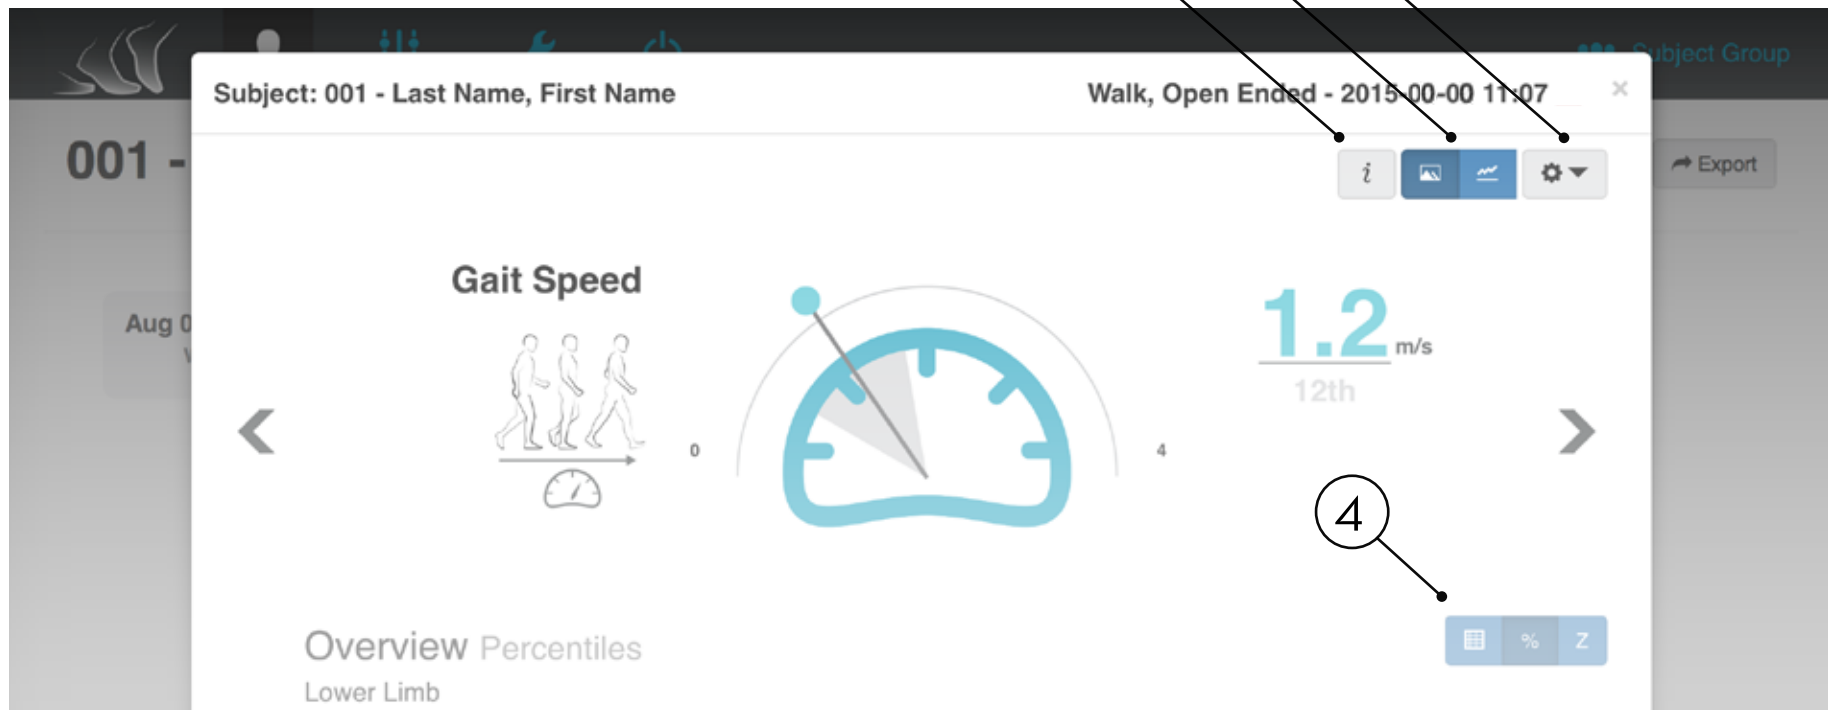 Subject Group
Subject: 001 - Last Name, First Name
Walk, Open Ended - 2015-00-00 11:07
×
001 -
i
Export
Gait Speed
1.2 m/s
12th
Aug 0
0
4
4
Overview Percentiles
% Z
Lower Limb